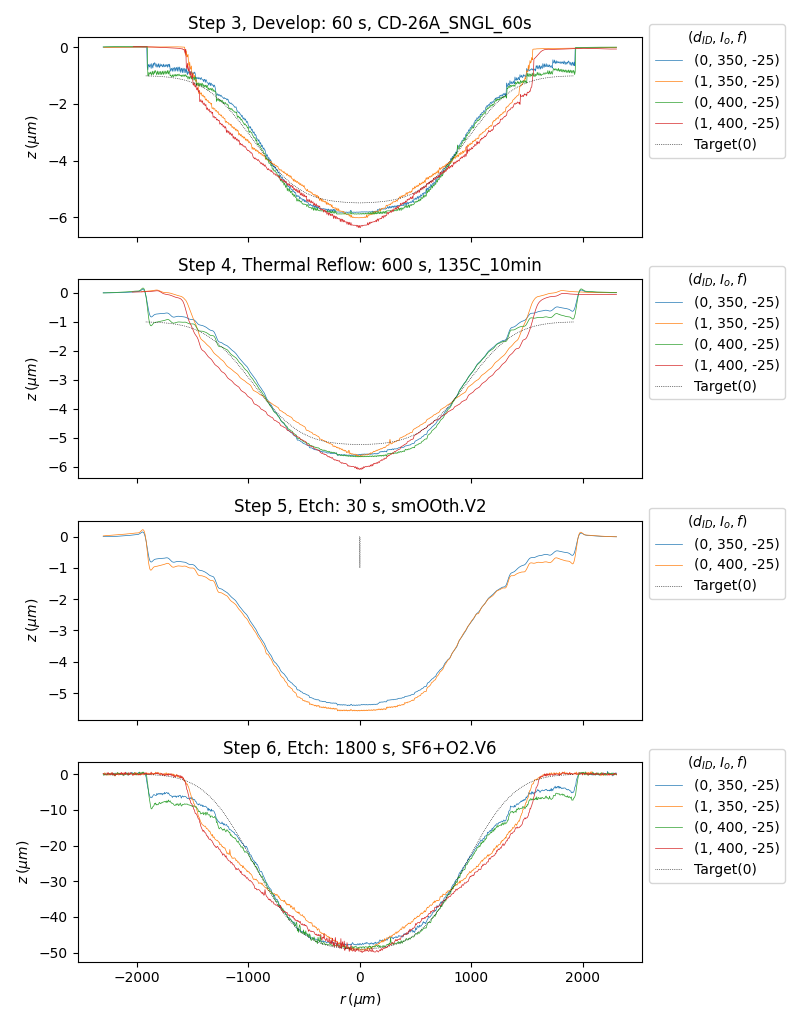 Step 3, Develop: 60 s, CD-26A_SNGL_60s
0
−2
−4
−6
z (μm)
(d_ID, I_o, f)
(0, 350, -25)
(1, 350, -25)
(0, 400, -25)
(1, 400, -25)
Target(0)
Step 4, Thermal Reflow: 600 s, 135C_10min
0
−1
−2
−3
−4
−5
−6
z (μm)
(d_ID, I_o, f)
(0, 350, -25)
(1, 350, -25)
(0, 400, -25)
(1, 400, -25)
Target(0)
Step 5, Etch: 30 s, smOOth.V2
0
−1
−2
−3
−4
−5
z (μm)
(d_ID, I_o, f)
(0, 350, -25)
(0, 400, -25)
Target(0)
Step 6, Etch: 1800 s, SF6+O2.V6
0
−10
−20
−30
−40
−50
z (μm)
(d_ID, I_o, f)
(0, 350, -25)
(1, 350, -25)
(0, 400, -25)
(1, 400, -25)
Target(0)
−2000
−1000
0
1000
2000
r (μm)